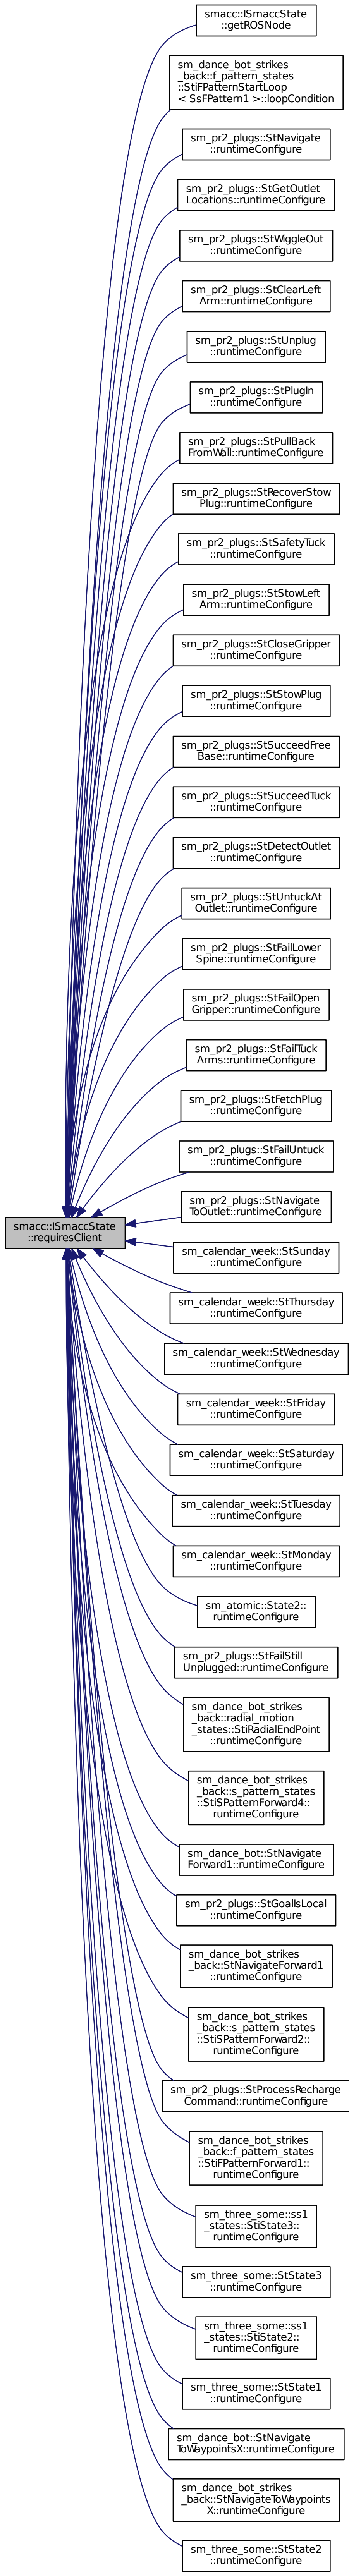 smacc::ISmaccState
::getROSNode
sm_dance_bot_strikes
_back::f_pattern_states
::StiFPatternStartLoop
< SsFPattern1 >::loopCondition
sm_pr2_plugs::StNavigate
::runtimeConfigure
sm_pr2_plugs::StGetOutlet
Locations::runtimeConfigure
sm_pr2_plugs::StWiggleOut
::runtimeConfigure
sm_pr2_plugs::StClearLeft
Arm::runtimeConfigure
sm_pr2_plugs::StUnplug
::runtimeConfigure
sm_pr2_plugs::StPlugIn
::runtimeConfigure
sm_pr2_plugs::StPullBack
FromWall::runtimeConfigure
sm_pr2_plugs::StRecoverStow
Plug::runtimeConfigure
sm_pr2_plugs::StSafetyTuck
::runtimeConfigure
sm_pr2_plugs::StStowLeft
Arm::runtimeConfigure
sm_pr2_plugs::StCloseGripper
::runtimeConfigure
sm_pr2_plugs::StStowPlug
::runtimeConfigure
sm_pr2_plugs::StSucceedFree
Base::runtimeConfigure
sm_pr2_plugs::StSucceedTuck
::runtimeConfigure
sm_pr2_plugs::StDetectOutlet
::runtimeConfigure
sm_pr2_plugs::StUntuckAt
Outlet::runtimeConfigure
sm_pr2_plugs::StFailLower
Spine::runtimeConfigure
sm_pr2_plugs::StFailOpen
Gripper::runtimeConfigure
sm_pr2_plugs::StFailTuck
Arms::runtimeConfigure
sm_pr2_plugs::StFetchPlug
::runtimeConfigure
sm_pr2_plugs::StFailUntuck
::runtimeConfigure
sm_pr2_plugs::StNavigate
ToOutlet::runtimeConfigure
smacc::ISmaccState
::requiresClient
sm_calendar_week::StSunday
::runtimeConfigure
sm_calendar_week::StThursday
::runtimeConfigure
sm_calendar_week::StWednesday
::runtimeConfigure
sm_calendar_week::StFriday
::runtimeConfigure
sm_calendar_week::StSaturday
::runtimeConfigure
sm_calendar_week::StTuesday
::runtimeConfigure
sm_calendar_week::StMonday
::runtimeConfigure
sm_atomic::State2::
runtimeConfigure
sm_pr2_plugs::StFailStill
Unplugged::runtimeConfigure
sm_dance_bot_strikes
_back::radial_motion
_states::StiRadialEndPoint
::runtimeConfigure
sm_dance_bot_strikes
_back::s_pattern_states
::StiSPatternForward4::
runtimeConfigure
sm_dance_bot::StNavigate
Forward1::runtimeConfigure
sm_pr2_plugs::StGoalIsLocal
::runtimeConfigure
sm_dance_bot_strikes
_back::StNavigateForward1
::runtimeConfigure
sm_dance_bot_strikes
_back::s_pattern_states
::StiSPatternForward2::
runtimeConfigure
sm_pr2_plugs::StProcessRecharge
Command::runtimeConfigure
sm_dance_bot_strikes
_back::f_pattern_states
::StiFPatternForward1::
runtimeConfigure
sm_three_some::ss1
_states::StiState3::
runtimeConfigure
sm_three_some::StState3
::runtimeConfigure
sm_three_some::ss1
_states::StiState2::
runtimeConfigure
sm_three_some::StState1
::runtimeConfigure
sm_dance_bot::StNavigate
ToWaypointsX::runtimeConfigure
sm_dance_bot_strikes
_back::StNavigateToWaypoints
X::runtimeConfigure
sm_three_some::StState2
::runtimeConfigure